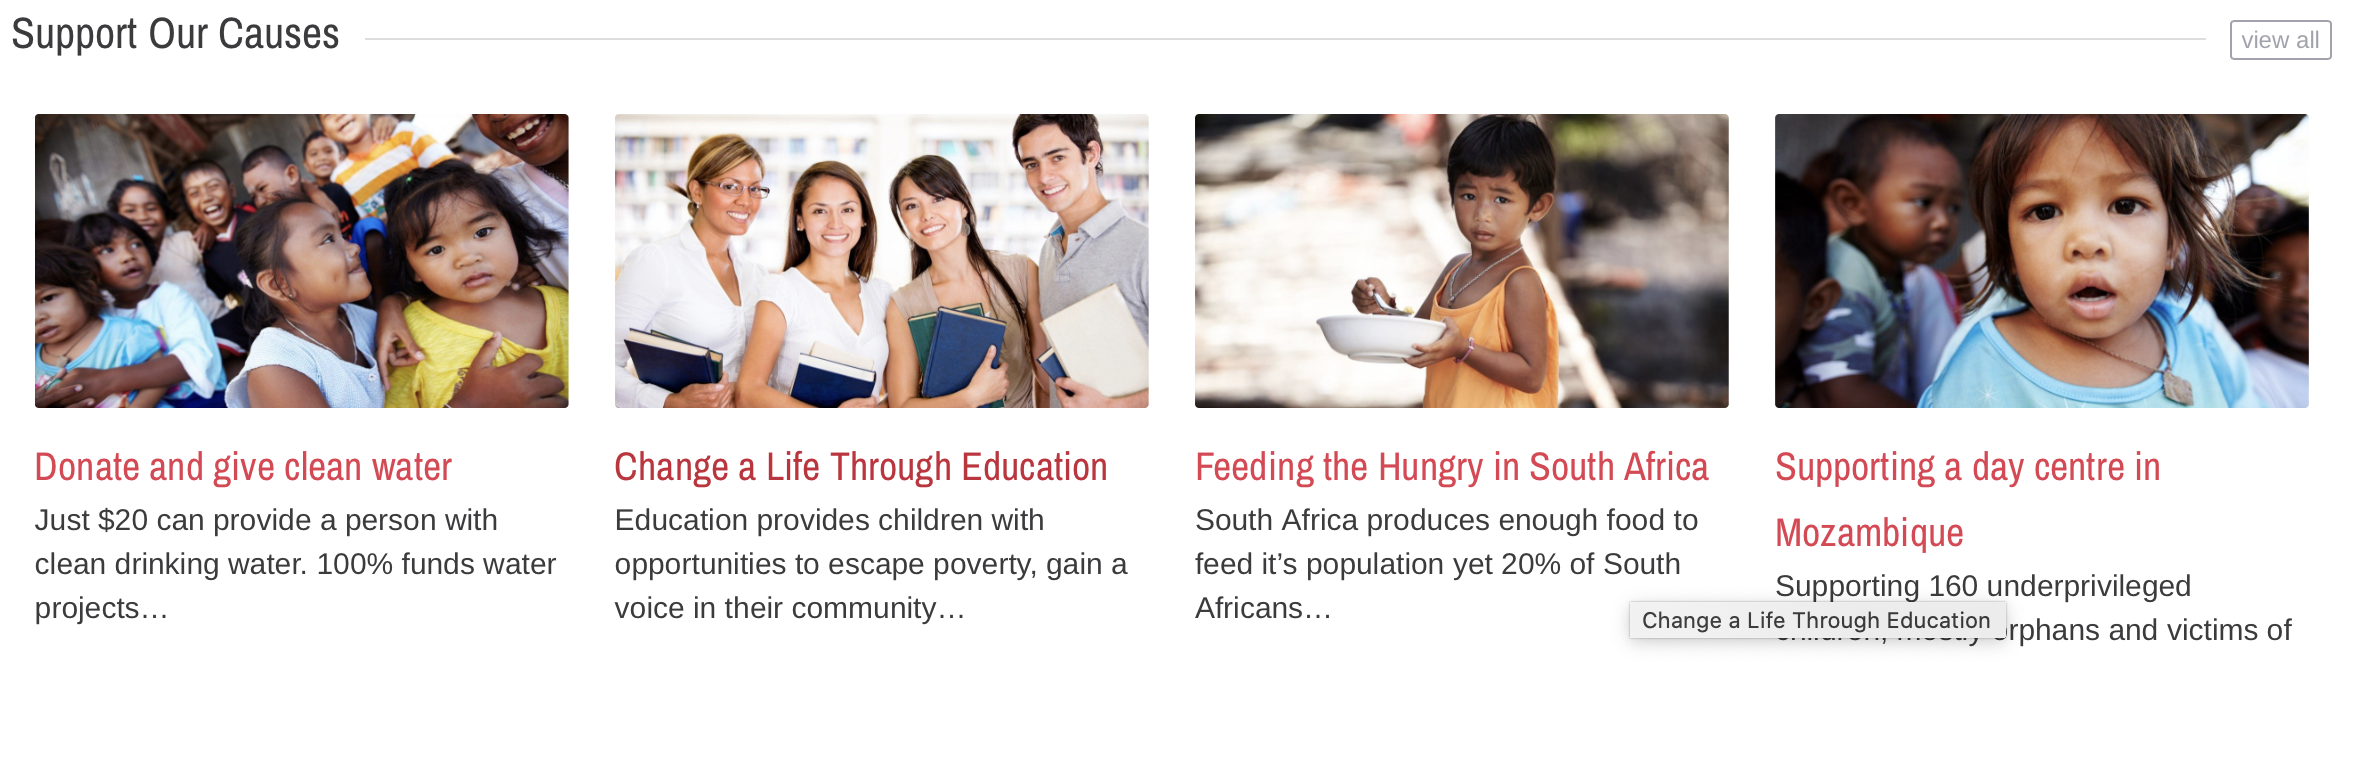 Support Our Causes
view all
Donate and give clean water
Just $20 can provide a person with
clean drinking water. 100% funds water
projects…
Change a Life Through Education
Education provides children with
opportunities to escape poverty, gain a
voice in their community…
Feeding the Hungry in South Africa
South Africa produces enough food to
feed it’s population yet 20% of South
Africans…
Supporting a day centre in
Mozambique
Supporting 160 underprivileged
children, mostly orphans and victims of
Change a Life Through Education